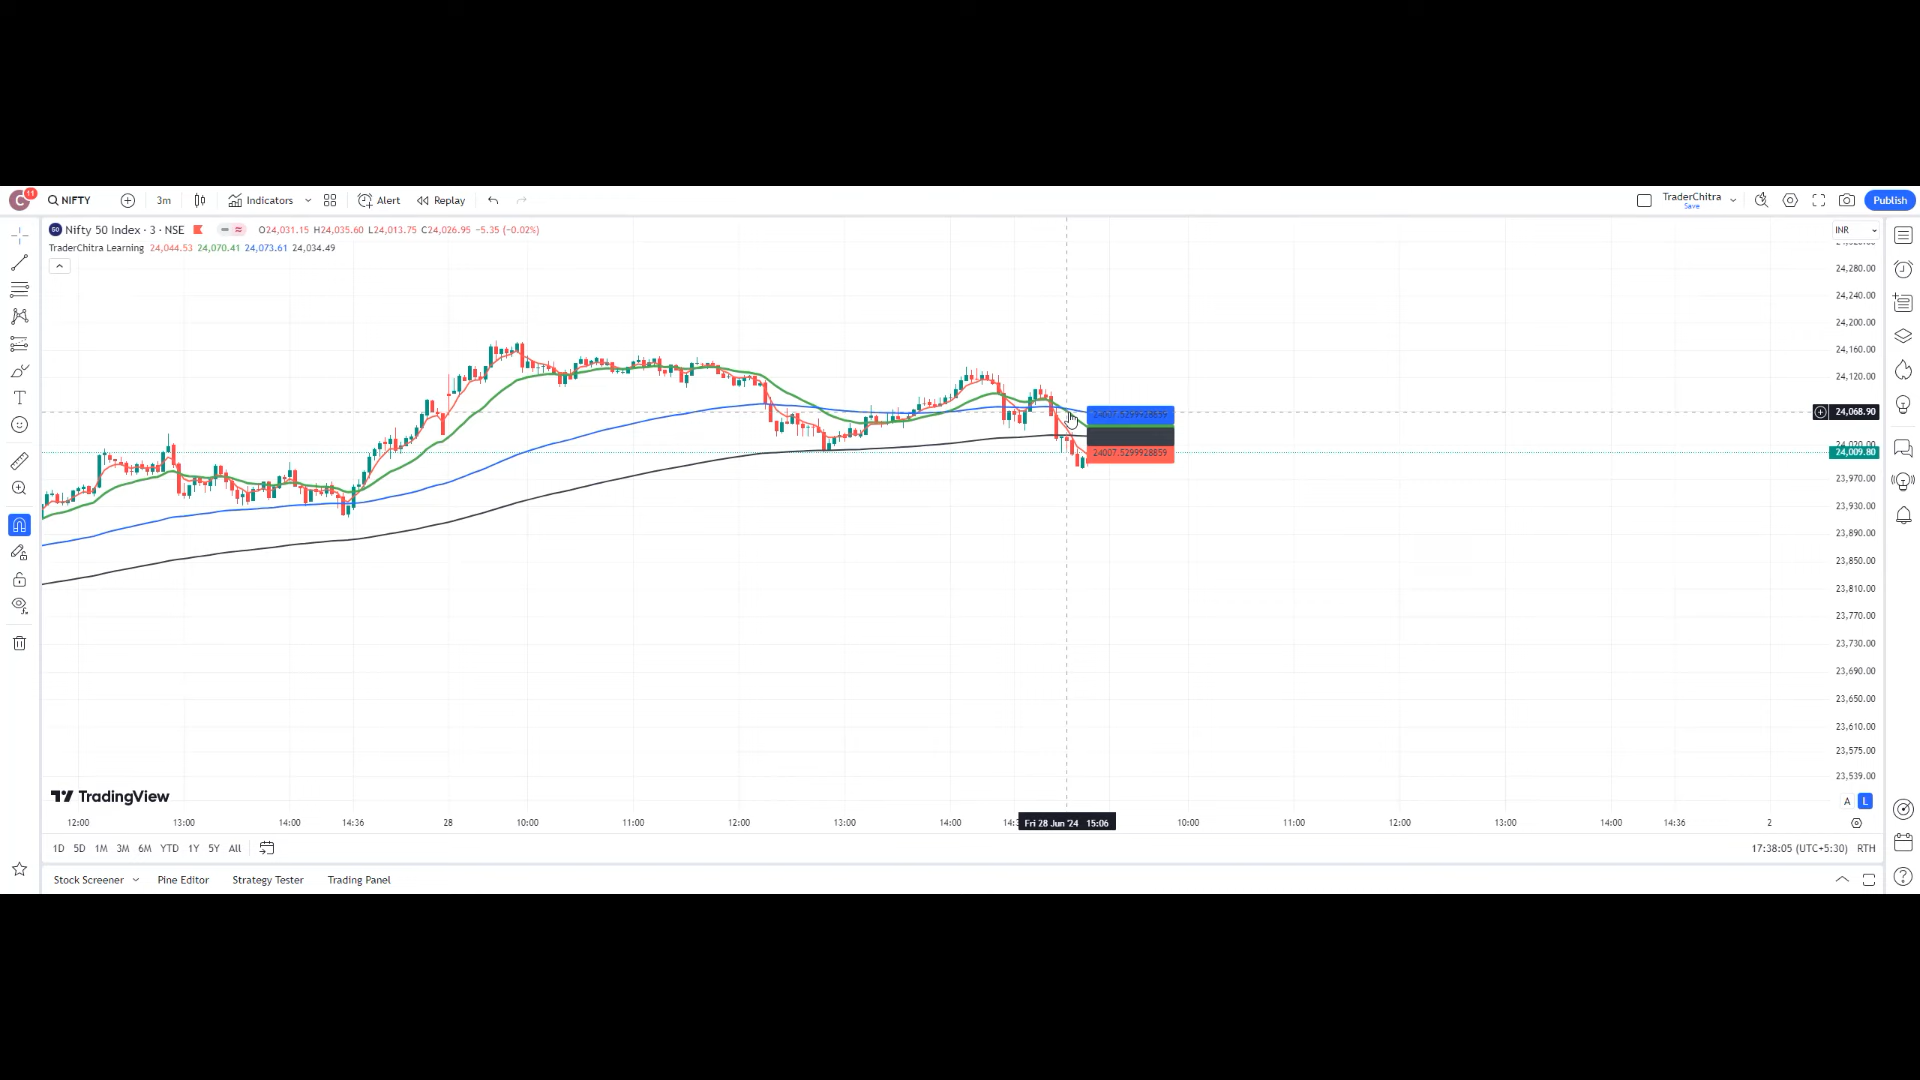 C 11 NIFTY 3m Indicators Alert Replay TraderChitra Save Publish
50 Nifty 50 Index · 3 · NSE O24,031.15 H24,035.60 L24,013.75 C24,026.95 −5.35 (−0.02%) INR
TraderChitra Learning 24,044.53 24,070.41 24,073.61 24,034.49
24,280.00
24,240.00
24,200.00
24,160.00
24,120.00
24,068.90
24,020.00
24007.5299928859 24,009.80
23,970.00
23,930.00
23,890.00
23,850.00
23,810.00
23,770.00
23,730.00
23,690.00
23,650.00
23,610.00
23,575.00
23,539.00
TradingView
A L
12:00 13:00 14:00 14:36 28 10:00 11:00 12:00 13:00 14:00 Fri 28 Jun '24 15:06 10:00 11:00 12:00 13:00 14:00 14:36 2
1D 5D 1M 3M 6M YTD 1Y 5Y All 17:38:05 (UTC+5:30) RTH
Stock Screener Pine Editor Strategy Tester Trading Panel